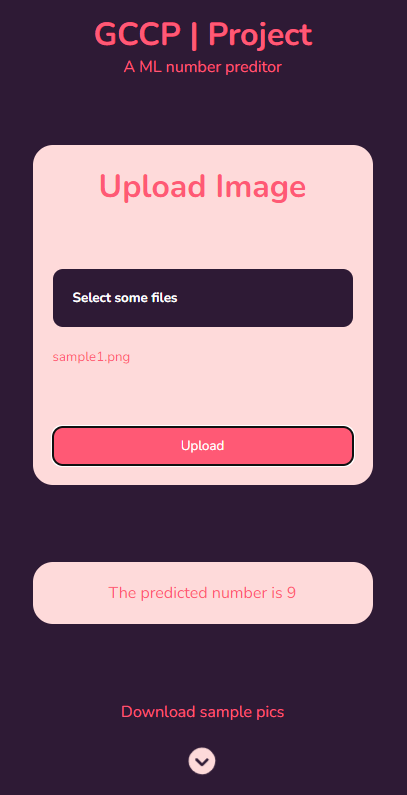 GCCP | Project
A ML number preditor
Upload Image
Select some files
sample1.png
Upload
The predicted number is 9
Download sample pics